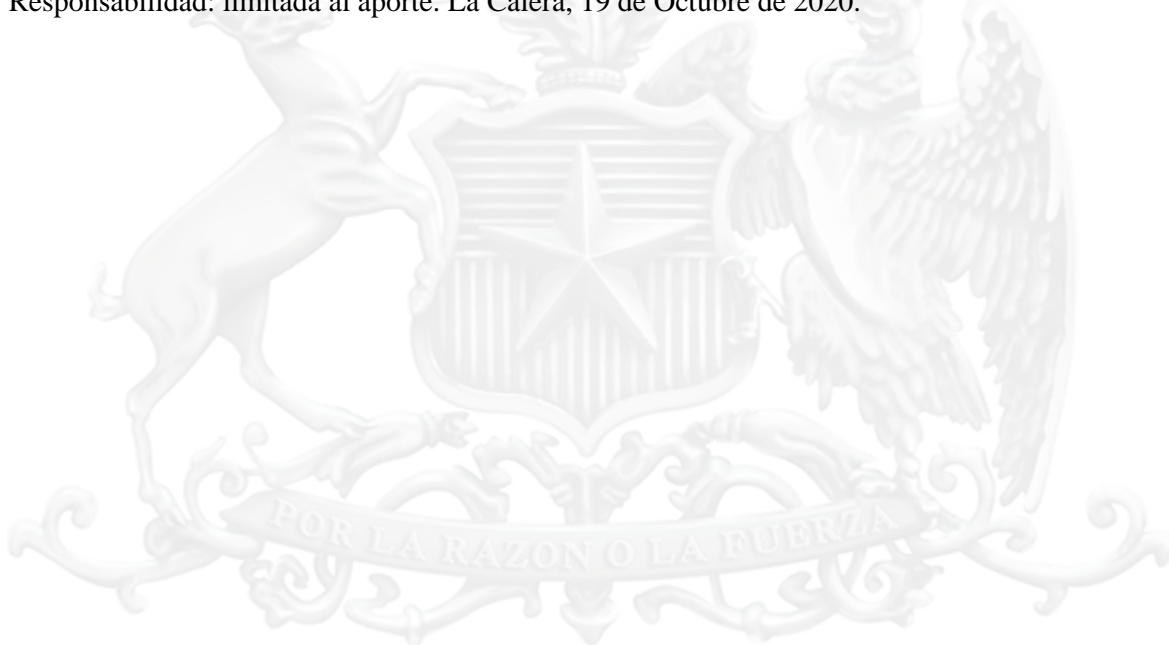 Responsabilidad: limitada al aporte. La Calera, 19 de Octubre de 2020.
POR LA RAZON O LA FUERZA